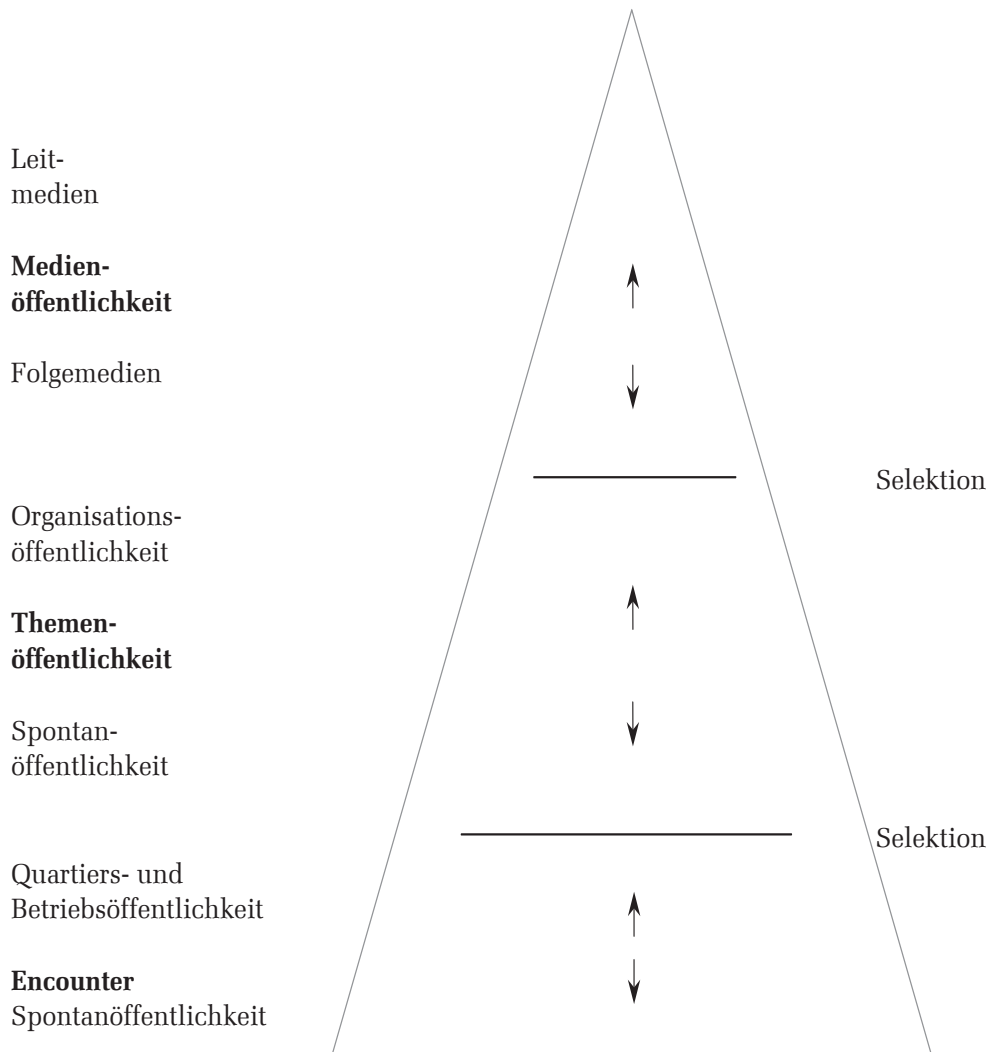 Leit-
medien
Medien-
öffentlichkeit
Folgemedien
Selektion
Organisations-
öffentlichkeit
Themen-
öffentlichkeit
Spontan-
öffentlichkeit
Selektion
Quartiers- und
Betriebsöffentlichkeit
Encounter
Spontanöffentlichkeit